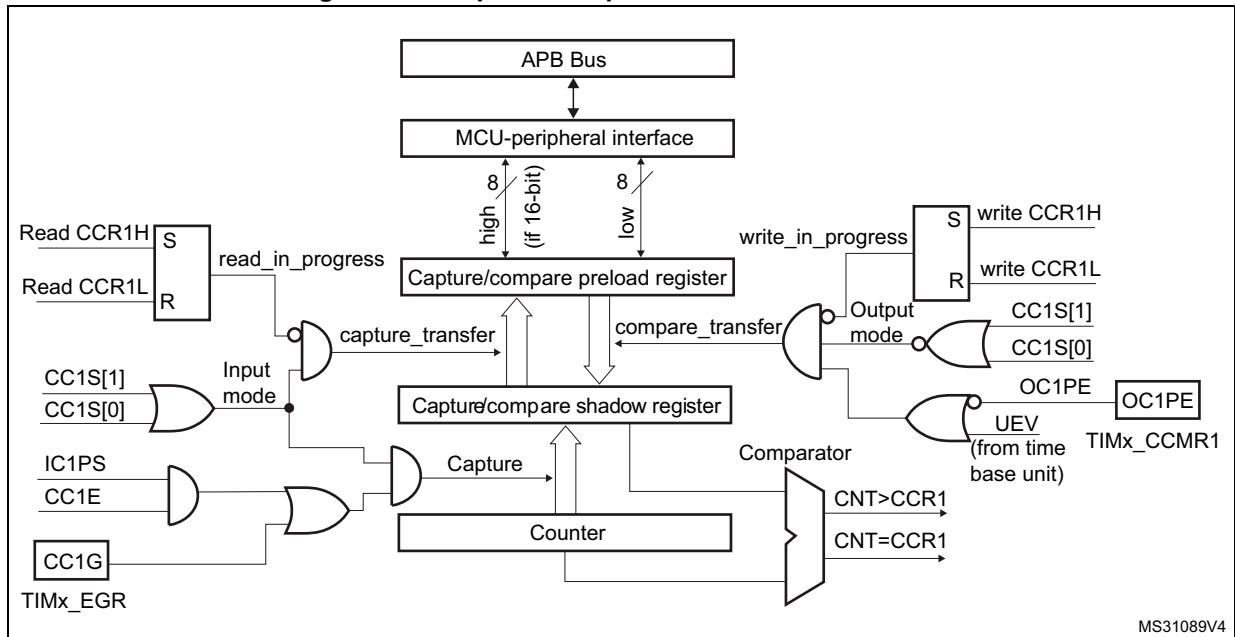 APB Bus
MCU-peripheral interface
8
high
(if 16-bit)
8
low
Read CCR1H
S
read_in_progress
Read CCR1L
R
write_in_progress
S
write CCR1H
R
write CCR1L
Capture/compare preload register
capture_transfer
compare_transfer
Output
mode
CC1S[1]
CC1S[0]
CC1S[1]
CC1S[0]
Input
mode
Capture/compare shadow register
OC1PE
OC1PE
UEV
(from time
base unit)
TIMx_CCMR1
IC1PS
CC1E
Capture
Comparator
CNT>CCR1
CNT=CCR1
Counter
CC1G
TIMx_EGR
MS31089V4